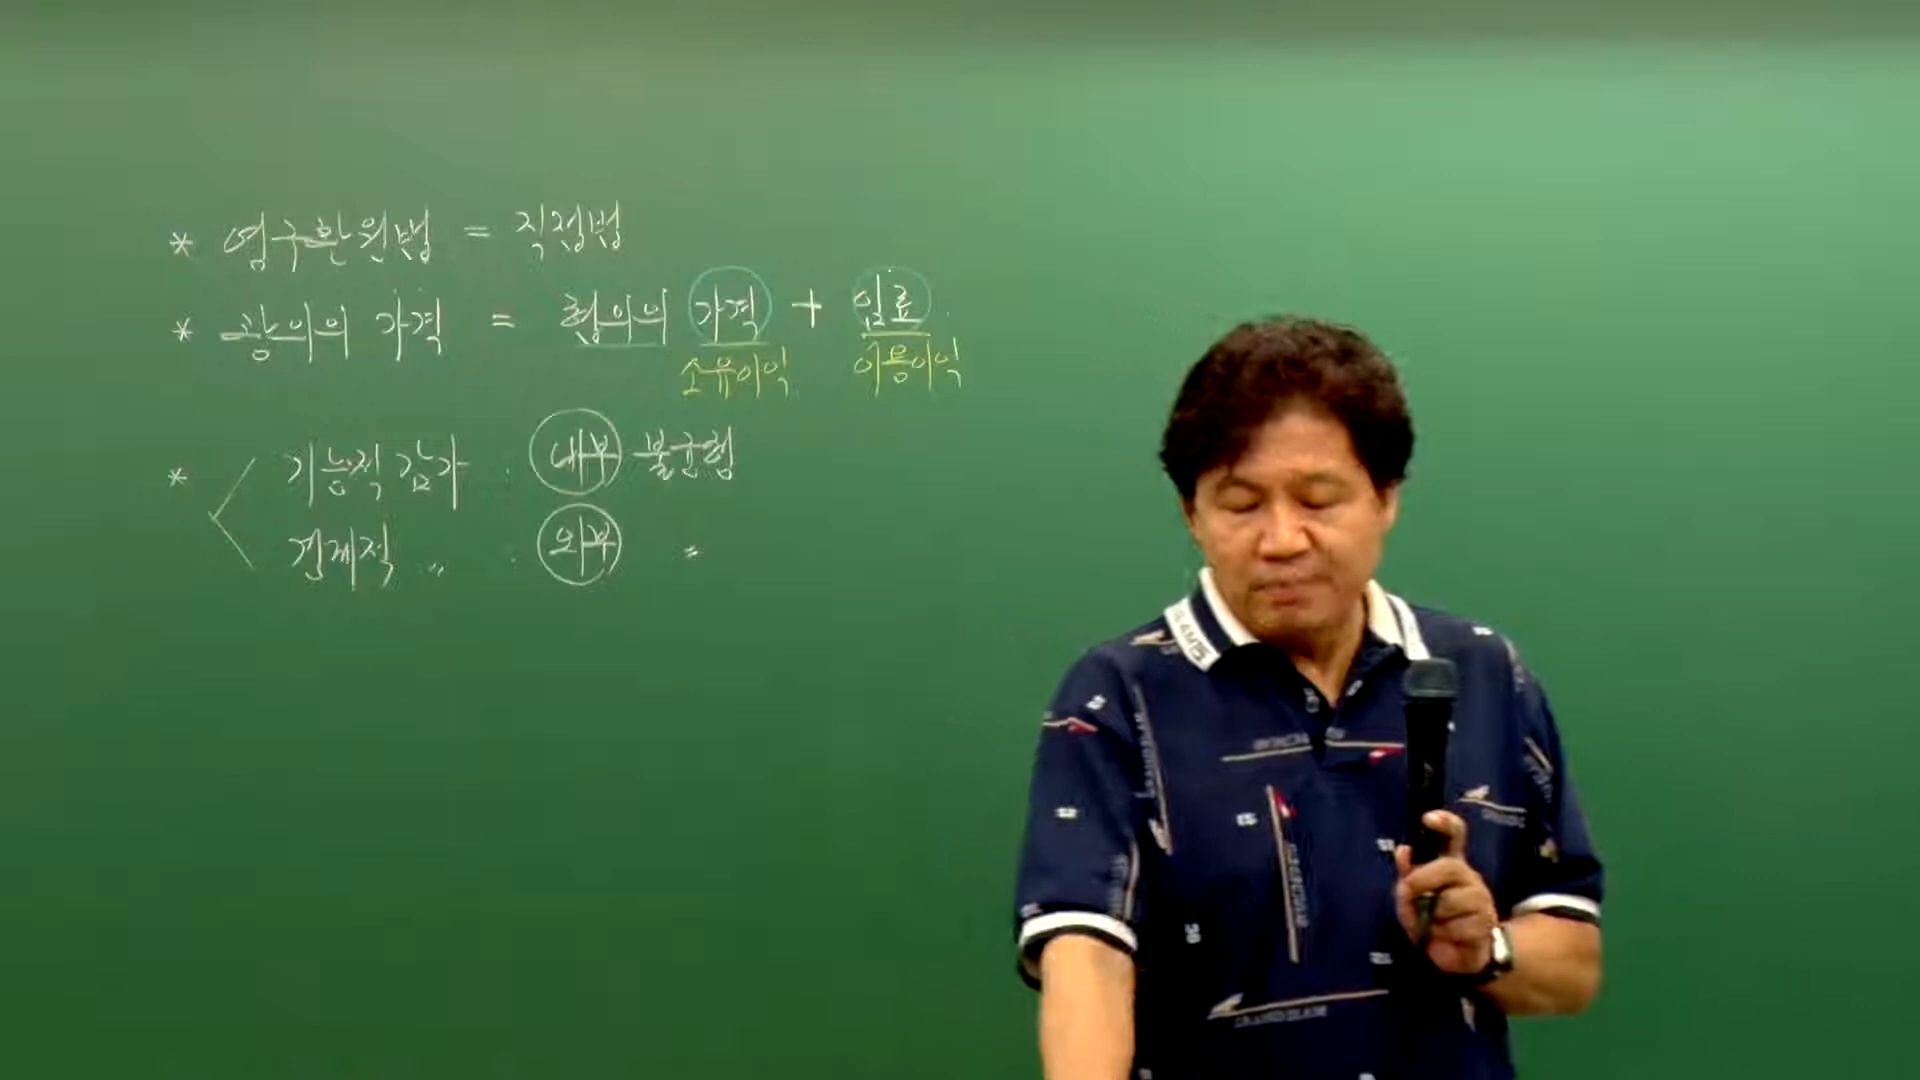 * 영구환원법 = 직접법
* 광의의 가격 = 협의의 가격 + 임료
소유이익 이용이익
* 기능적 감가 . 내부 불균형
경제적 〃 . 외부 〃